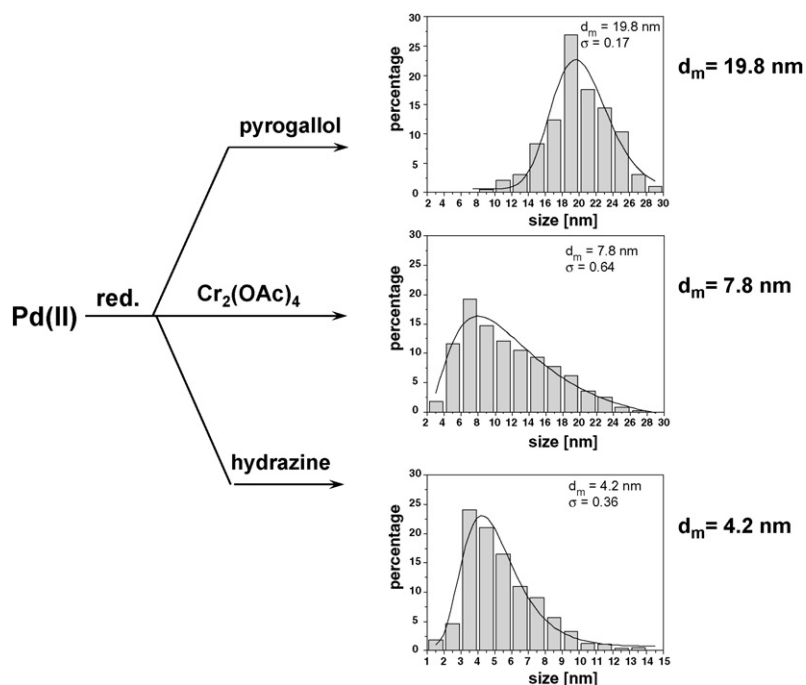 Pd(II)
red.
pyrogallol
Cr₂(OAc)₄
hydrazine
percentage
30
25
20
15
10
5
0
dₘ = 19.8 nm
σ = 0.17
2 4 6 8 10 12 14 16 18 20 22 24 26 28 30
size [nm]
dₘ= 19.8 nm
percentage
30
25
20
15
10
5
0
dₘ = 7.8 nm
σ = 0.64
2 4 6 8 10 12 14 16 18 20 22 24 26 28 30
size [nm]
dₘ= 7.8 nm
percentage
30
25
20
15
10
5
0
dₘ = 4.2 nm
σ = 0.36
1 2 3 4 5 6 7 8 9 10 11 12 13 14 15
size [nm]
dₘ= 4.2 nm